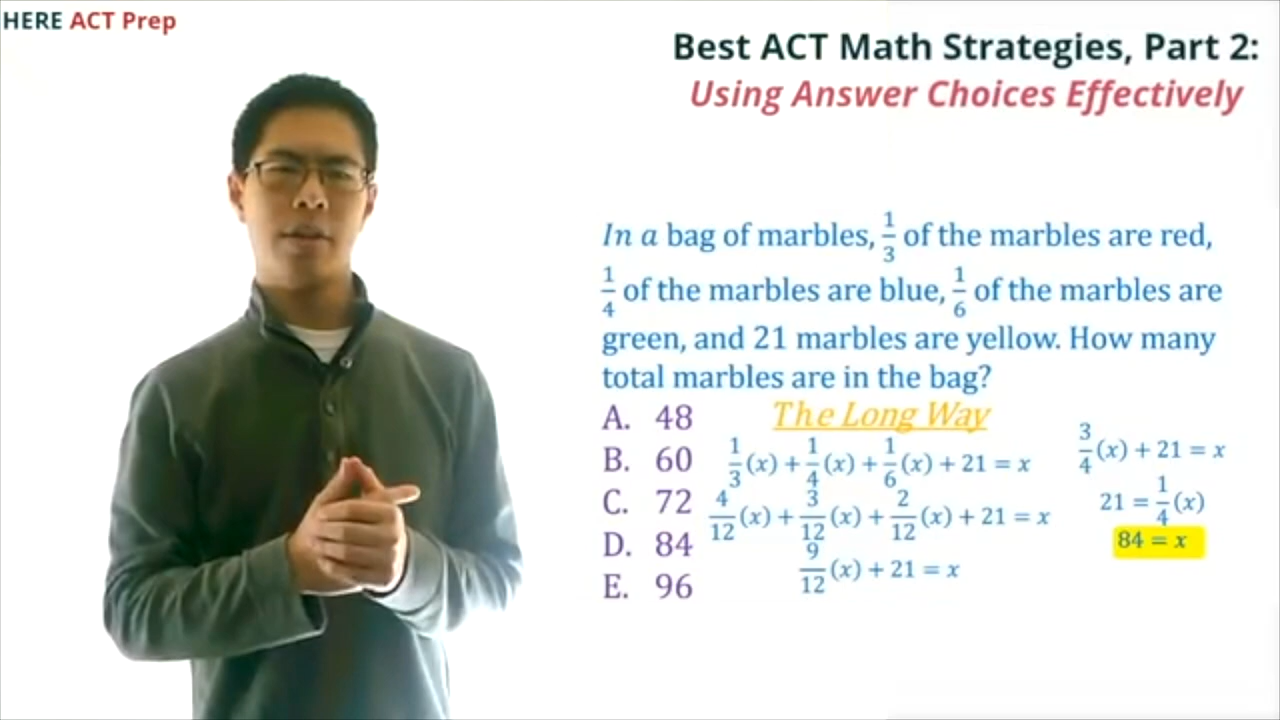 HERE ACT Prep
Best ACT Math Strategies, Part 2:
Using Answer Choices Effectively
In a bag of marbles, 1/3 of the marbles are red,
1/4 of the marbles are blue, 1/6 of the marbles are
green, and 21 marbles are yellow. How many
total marbles are in the bag?
A. 48
B. 60
C. 72
D. 84
E. 96
The Long Way
1/3(x) + 1/4(x) + 1/6(x) + 21 = x
4/12(x) + 3/12(x) + 2/12(x) + 21 = x
9/12(x) + 21 = x
3/4(x) + 21 = x
21 = 1/4(x)
84 = x